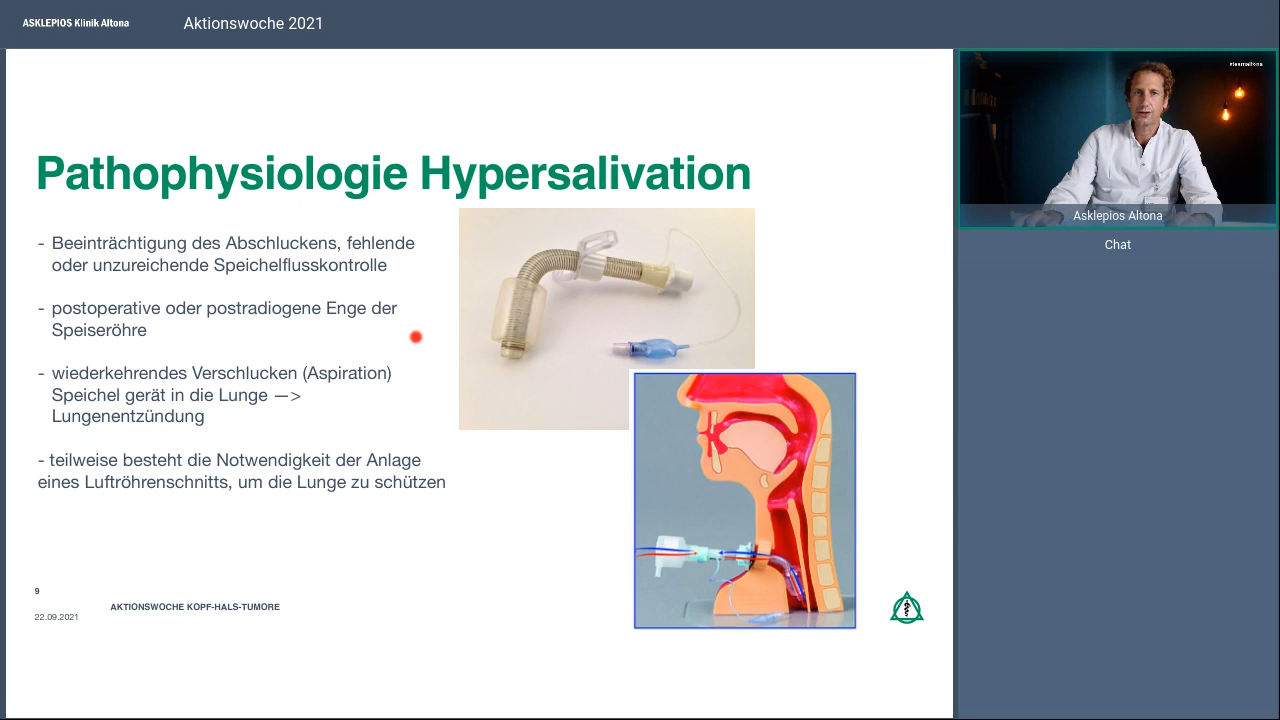 ASKLEPIOS Klinik Altona
Aktionswoche 2021
Pathophysiologie Hypersalivation
- Beeinträchtigung des Abschluckens, fehlende
oder unzureichende Speichelflusskontrolle
- postoperative oder postradiogene Enge der
Speiseröhre
- wiederkehrendes Verschlucken (Aspiration)
Speichel gerät in die Lunge —>
Lungenentzündung
- teilweise besteht die Notwendigkeit der Anlage
eines Luftröhrenschnitts, um die Lunge zu schützen
9
AKTIONSWOCHE KOPF-HALS-TUMORE
22.09.2021
#teamaltona
Asklepios Altona
Chat